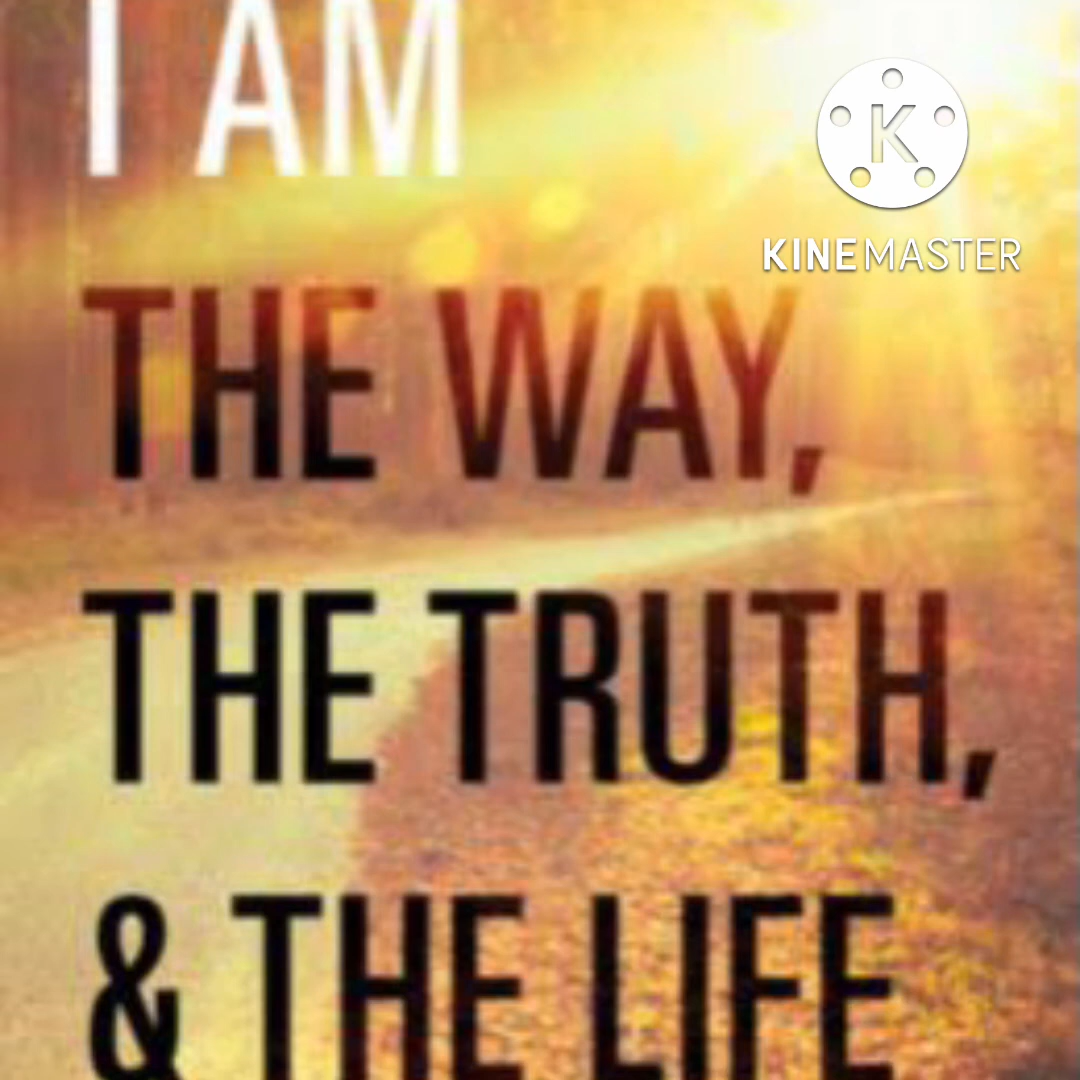 I AM
KINEMASTER
THE WAY,
THE TRUTH,
& THE LIFE